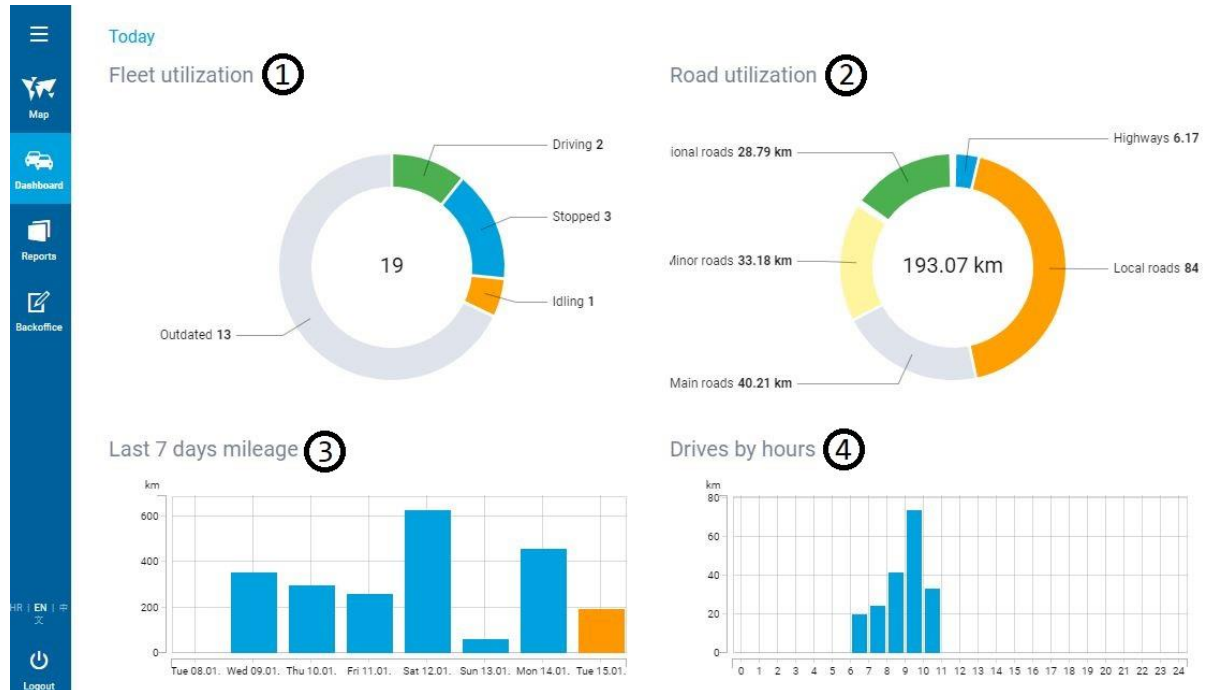 Today
Fleet utilization 1
Driving 2
Stopped 3
Idling 1
19
Outdated 13
Road utilization 2
ional roads 28.79 km
Highways 6.17
Minor roads 33.18 km
193.07 km
Local roads 84
Main roads 40.21 km
Last 7 days mileage 3
km
600
400
200
0
Tue 08.01. Wed 09.01. Thu 10.01. Fri 11.01. Sat 12.01. Sun 13.01. Mon 14.01. Tue 15.01.
Drives by hours 4
km
80
60
40
20
0
0 1 2 3 4 5 6 7 8 9 10 11 12 13 14 15 16 17 18 19 20 21 22 23 24
Map
Dashboard
Reports
Backoffice
HR | EN | 中
文
Logout